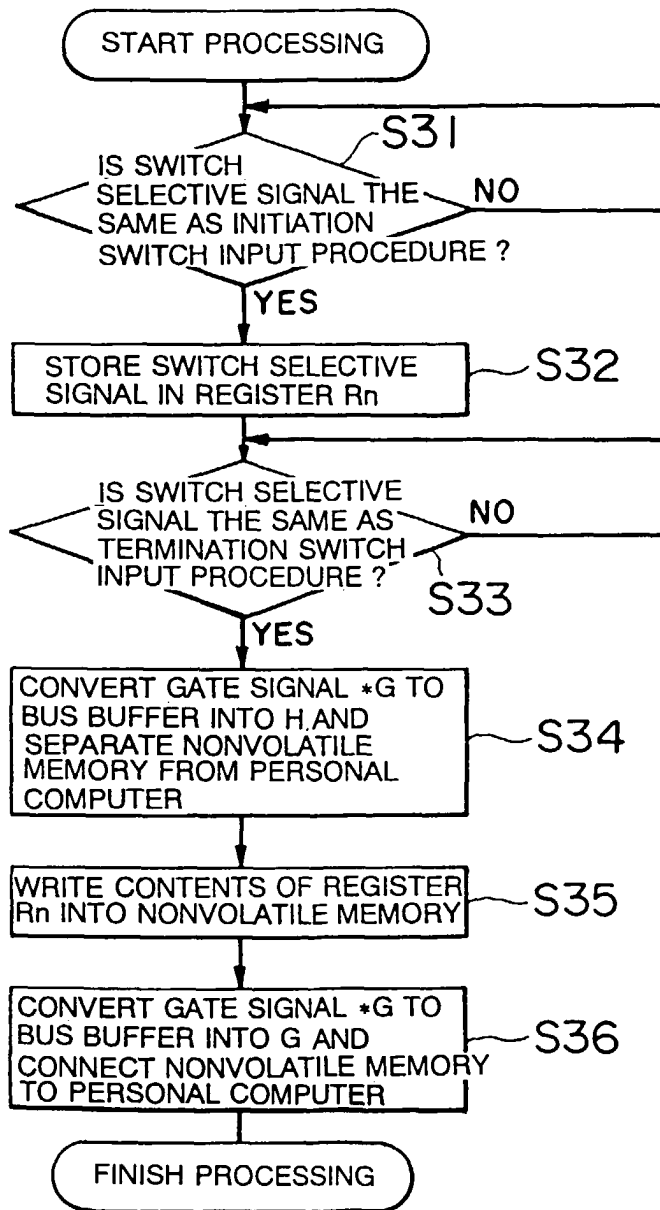 START PROCESSING
S31
IS SWITCH
SELECTIVE SIGNAL THE
SAME AS INITIATION
SWITCH INPUT PROCEDURE ?
NO
YES
STORE SWITCH SELECTIVE
SIGNAL IN REGISTER Rn
S32
IS SWITCH SELECTIVE
SIGNAL THE SAME AS
TERMINATION SWITCH
INPUT PROCEDURE ?
NO
S33
YES
CONVERT GATE SIGNAL *G TO
BUS BUFFER INTO H AND
SEPARATE NONVOLATILE
MEMORY FROM PERSONAL
COMPUTER
S34
WRITE CONTENTS OF REGISTER
Rn INTO NONVOLATILE MEMORY
S35
CONVERT GATE SIGNAL *G TO
BUS BUFFER INTO G AND
CONNECT NONVOLATILE MEMORY
TO PERSONAL COMPUTER
S36
FINISH PROCESSING